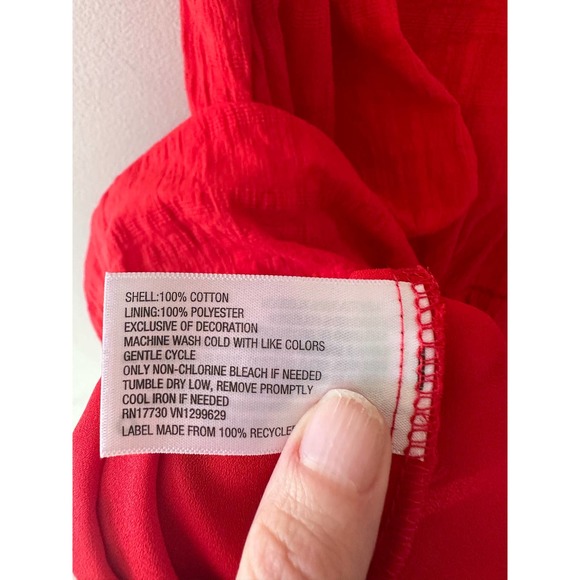 SHELL:100% COTTON
LINING:100% POLYESTER
EXCLUSIVE OF DECORATION
MACHINE WASH COLD WITH LIKE COLORS
GENTLE CYCLE
ONLY NON-CHLORINE BLEACH IF NEEDED
TUMBLE DRY LOW, REMOVE PROMPTLY
COOL IRON IF NEEDED
RN17730 VN1299629
LABEL MADE FROM 100%